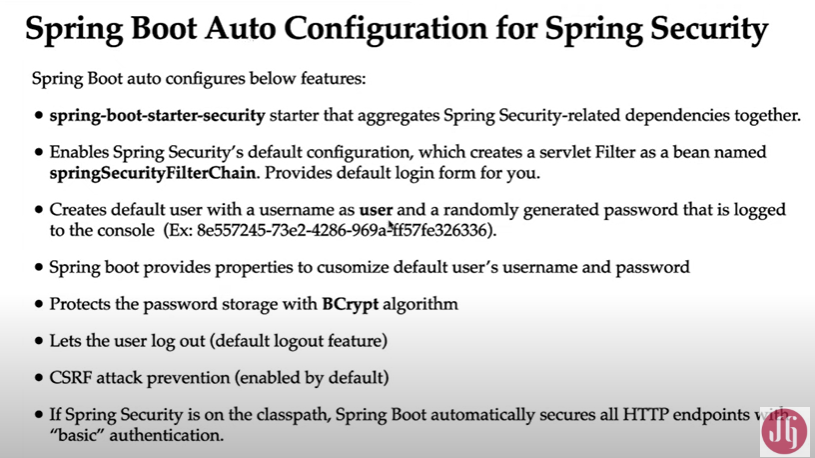 Spring Boot Auto Configuration for Spring Security
Spring Boot auto configures below features:
• spring-boot-starter-security starter that aggregates Spring Security-related dependencies together.
• Enables Spring Security's default configuration, which creates a servlet Filter as a bean named
springSecurityFilterChain. Provides default login form for you.
• Creates default user with a username as user and a randomly generated password that is logged
to the console (Ex: 8e557245-73e2-4286-969a-ff57fe326336).
• Spring boot provides properties to cusomize default user's username and password
• Protects the password storage with BCrypt algorithm
• Lets the user log out (default logout feature)
• CSRF attack prevention (enabled by default)
• If Spring Security is on the classpath, Spring Boot automatically secures all HTTP endpoints with
"basic" authentication.
JG